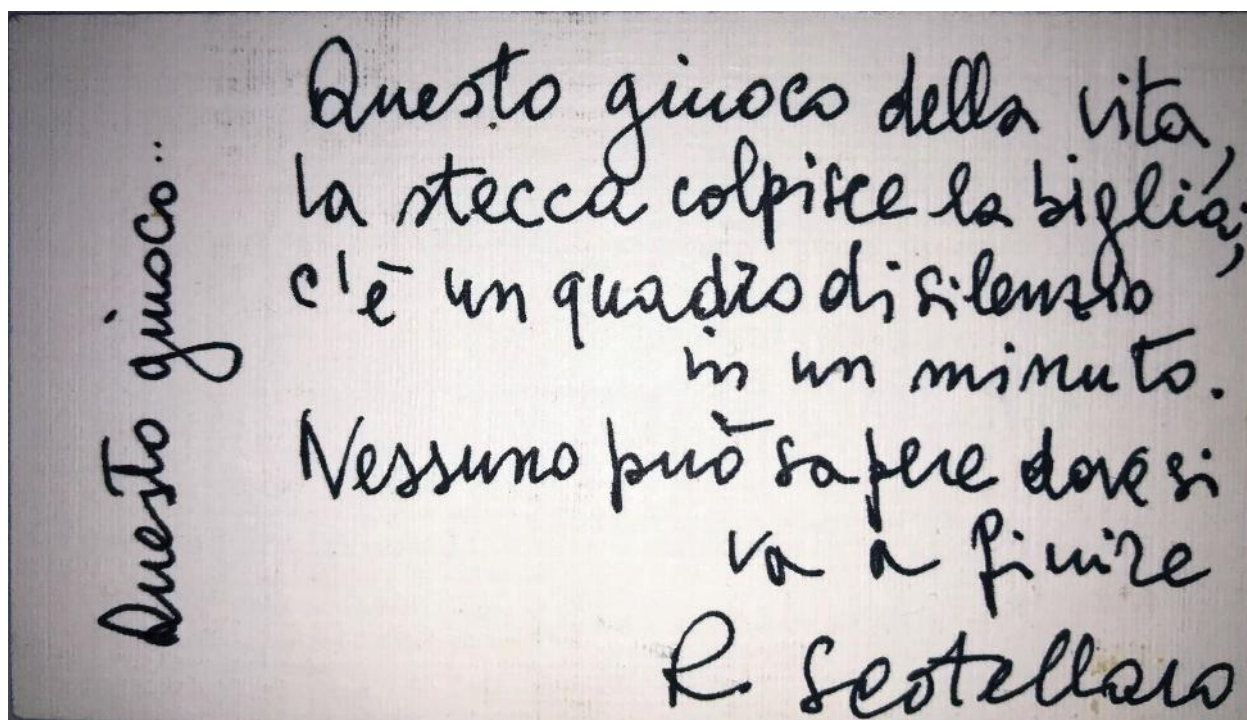 Questo giuoco..
Questo giuoco della vita,
la stecca colpisce la biglia;
c'è un quadro di silenzio
in un minuto.
Nessuno può sapere dove si
va a finire
R. Scotellaro